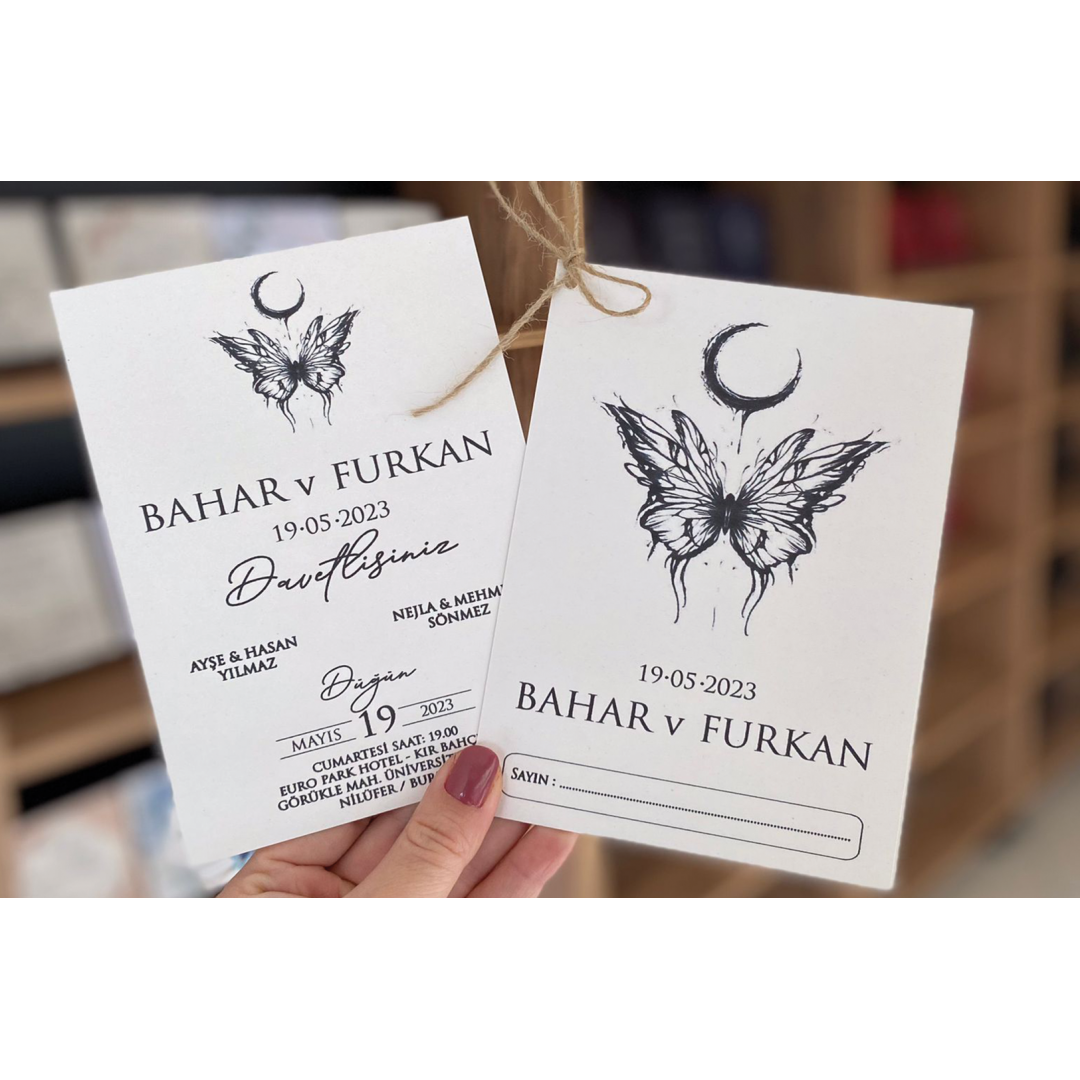 BAHAR v FURKAN
19·05·2023
Davetlisiniz
NEJLA & MEHM
SÖNMEZ
AYŞE & HASAN
YILMAZ
Düğün
MAYIS 19 2023
CUMARTESİ SAAT: 19.00
EURO PARK HOTEL - KIR BAHÇ
GÖRÜKLE MAH. ÜNİVERSİT
NİLÜFER / BUR
19·05·2023
BAHAR v FURKAN
SAYIN :